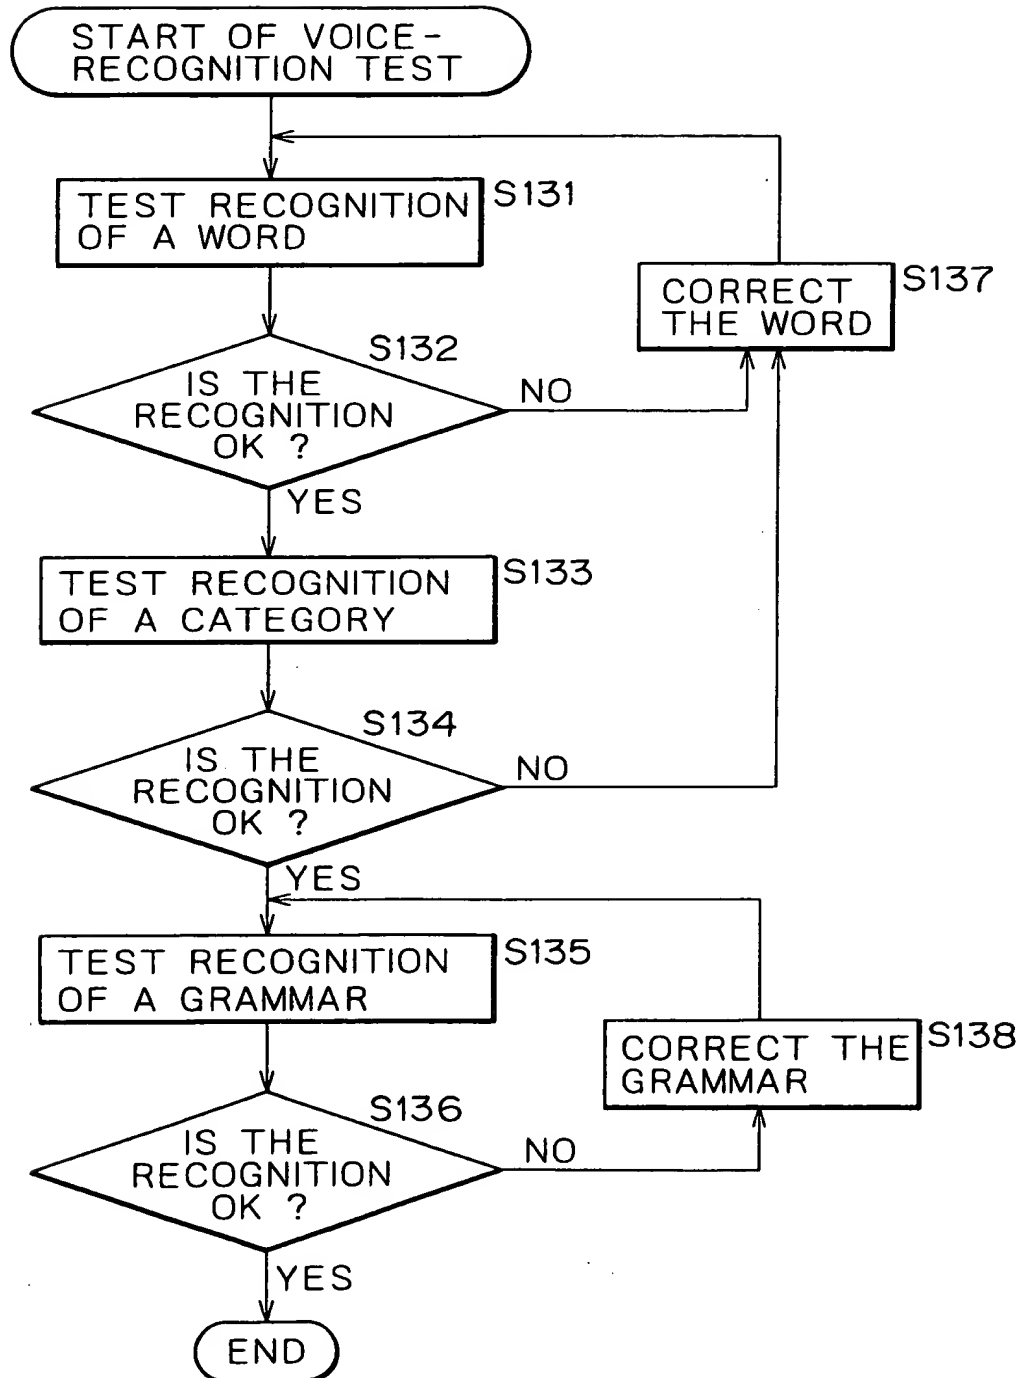 START OF VOICE-
RECOGNITION TEST
TEST RECOGNITION
OF A WORD
S131
CORRECT
THE WORD
S137
S132
IS THE
RECOGNITION
OK ?
NO
YES
TEST RECOGNITION
OF A CATEGORY
S133
S134
IS THE
RECOGNITION
OK ?
NO
YES
TEST RECOGNITION
OF A GRAMMAR
S135
CORRECT THE
GRAMMAR
S138
S136
IS THE
RECOGNITION
OK ?
NO
YES
END